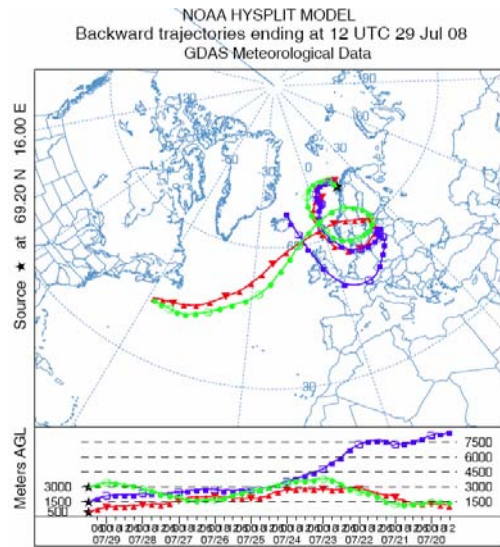 NOAA HYSPLIT MODEL
Backward trajectories ending at 12 UTC 29 Jul 08
GDAS Meteorological Data
Source ★ at 69.20 N 16.00 E
30
30
Meters AGL
3000
1500
500
7500
6000
4500
3000
1500
07/29 07/28 07/27 07/26 07/25 07/24 07/23 07/22 07/21 07/20